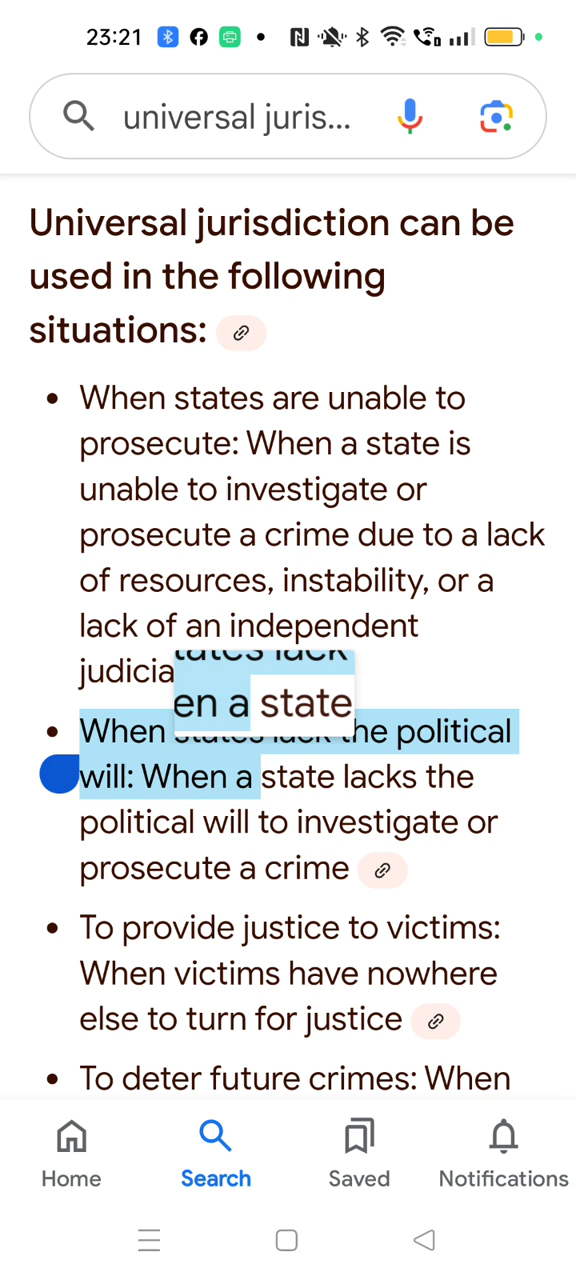 23:21
universal juris...
Universal jurisdiction can be
used in the following
situations:
When states are unable to
prosecute: When a state is
unable to investigate or
prosecute a crime due to a lack
of resources, instability, or a
lack of an independent
judicia
tates lack
en a state
When states lack the political
will: When a state lacks the
political will to investigate or
prosecute a crime
To provide justice to victims:
When victims have nowhere
else to turn for justice
To deter future crimes: When
Home
Search
Saved
Notifications